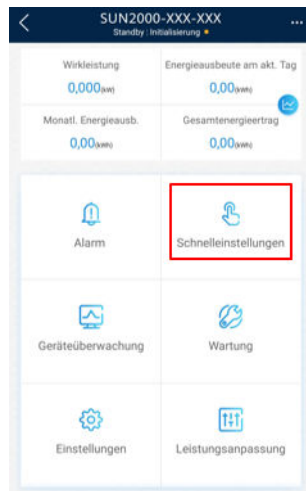 SUN2000-XXX-XXX
Standby : Initialisierung
Wirkleistung
Energieausbeute am akt. Tag
0,000(kW)
0,00(kWh)
Monatl. Energieausb.
Gesamtenergieertrag
0,00(kWh)
0,00(kWh)
Alarm
Schnelleinstellungen
Geräteüberwachung
Wartung
Einstellungen
Leistungsanpassung